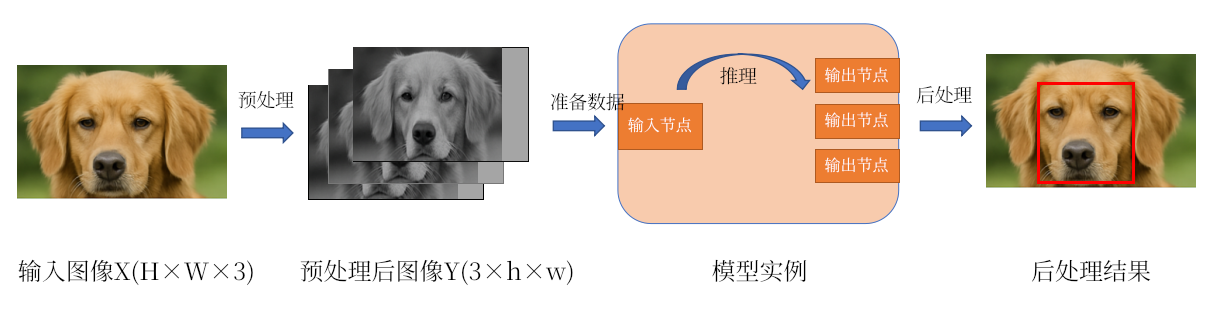 预处理
准备数据
推理
输入节点
输出节点
输出节点
输出节点
后处理
输入图像X(H×W×3)
预处理后图像Y(3×h×w)
模型实例
后处理结果